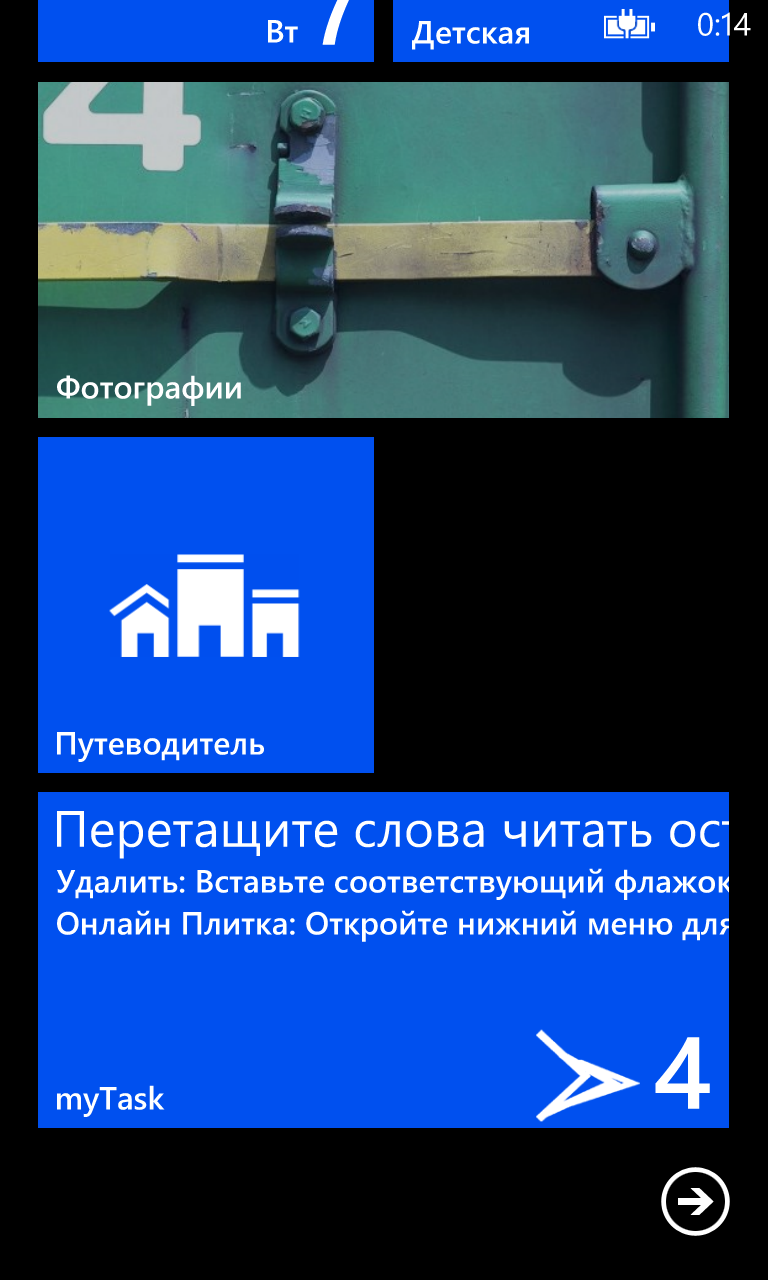 Вт 7
Детская
0:14
4
Фотографии
Путеводитель
Перетащите слова читать ост
Удалить: Вставьте соответствующий флажок
Онлайн Плитка: Откройте нижний меню для
4
myTask